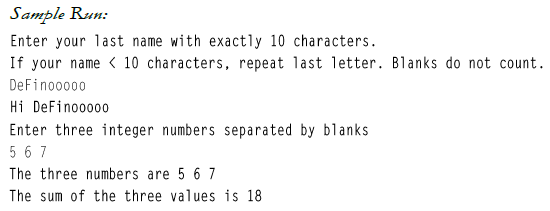 Sample Run:
Enter your last name with exactly 10 characters.
If your name < 10 characters, repeat last letter. Blanks do not count.
DeFinooooo
Hi DeFinooooo
Enter three integer numbers separated by blanks
5 6 7
The three numbers are 5 6 7
The sum of the three values is 18